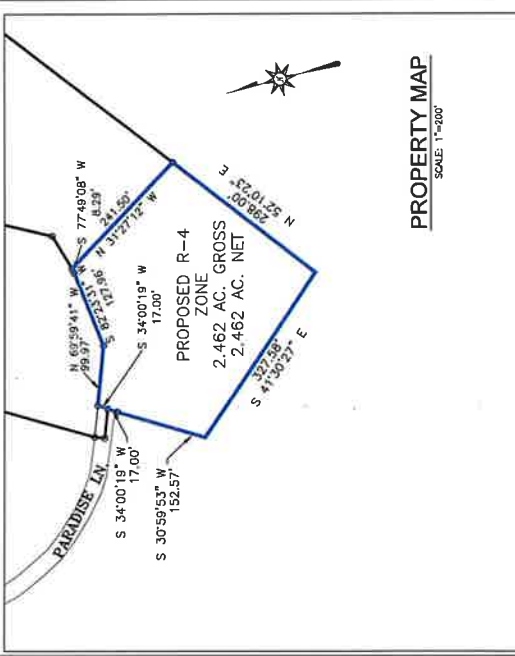 PROPERTY MAP
SCALE: 1"=200'
S 77°49'08" W
8.29'
241.50'
N 31°27'12" W
S 82°23'31" W
127.96'
N 69°59'41" W
99.97'
S 34°00'19" W
17.00'
PROPOSED R-4
ZONE
2.462 AC. GROSS
2.462 AC. NET
298.00'
N 52°10'23" E
327.58'
S 41°30'27" E
S 34°00'19" W
17.00'
S 30°59'53" W
152.57'
PARADISE LN.